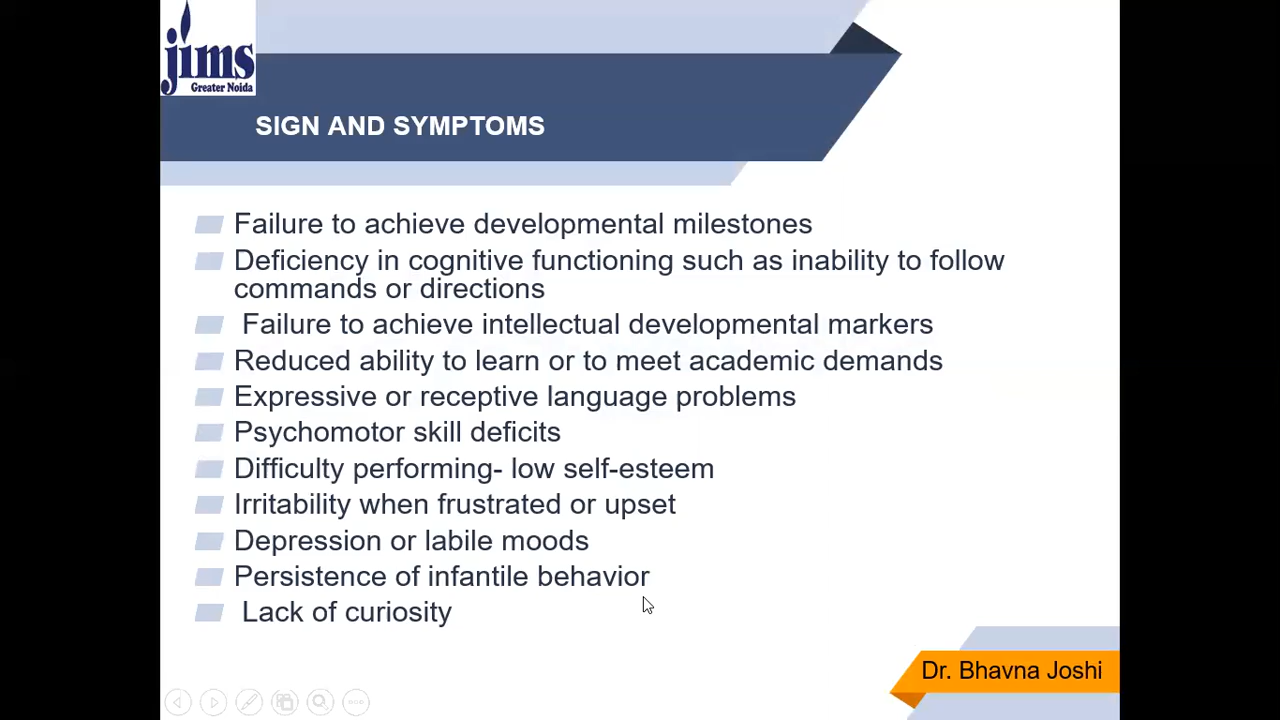 jims
Greater Noida
SIGN AND SYMPTOMS
Failure to achieve developmental milestones
Deficiency in cognitive functioning such as inability to follow
commands or directions
Failure to achieve intellectual developmental markers
Reduced ability to learn or to meet academic demands
Expressive or receptive language problems
Psychomotor skill deficits
Difficulty performing- low self-esteem
Irritability when frustrated or upset
Depression or labile moods
Persistence of infantile behavior
Lack of curiosity
Dr. Bhavna Joshi